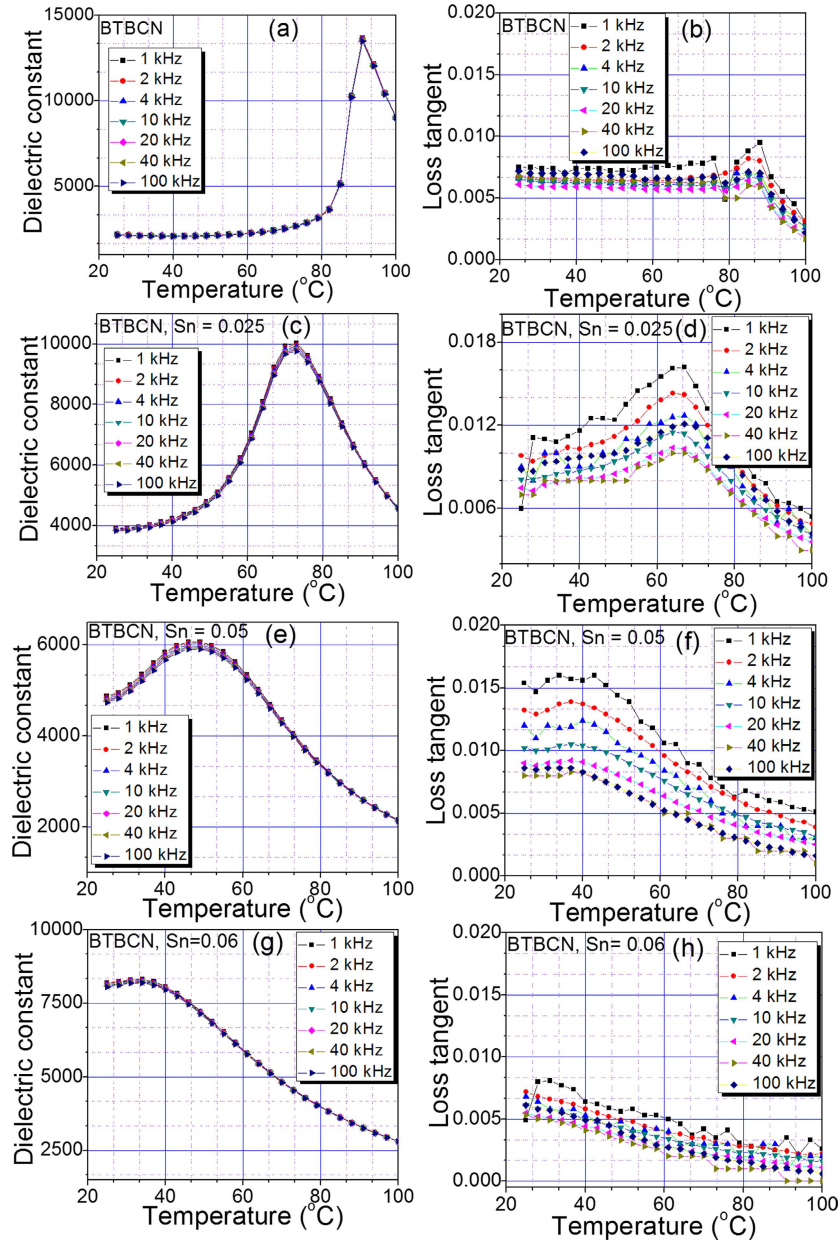 BTBCN
(a)
1 kHz
2 kHz
4 kHz
10 kHz
20 kHz
40 kHz
100 kHz
15000
10000
5000
20 40 60 80 100
Dielectric constant
Temperature (°C)
BTBCN
(b)
1 kHz
2 kHz
4 kHz
10 kHz
20 kHz
40 kHz
100 kHz
0.020
0.015
0.010
0.005
0.000
20 40 60 80 100
Loss tangent
Temperature (°C)
BTBCN, Sn = 0.025
(c)
1 kHz
2 kHz
4 kHz
10 kHz
20 kHz
40 kHz
100 kHz
10000
8000
6000
4000
20 40 60 80 100
Dielectric constant
Temperature (°C)
BTBCN, Sn = 0.025
(d)
1 kHz
2 kHz
4 kHz
10 kHz
20 kHz
40 kHz
100 kHz
0.018
0.012
0.006
20 40 60 80 100
Loss tangent
Temperature (°C)
BTBCN, Sn = 0.05
(e)
1 kHz
2 kHz
4 kHz
10 kHz
20 kHz
40 kHz
100 kHz
6000
4000
2000
20 40 60 80 100
Dielectric constant
Temperature (°C)
BTBCN, Sn = 0.05
(f)
1 kHz
2 kHz
4 kHz
10 kHz
20 kHz
40 kHz
100 kHz
0.020
0.015
0.010
0.005
0.000
20 40 60 80 100
Loss tangent
Temperature (°C)
BTBCN, Sn=0.06
(g)
1 kHz
2 kHz
4 kHz
10 kHz
20 kHz
40 kHz
100 kHz
10000
7500
5000
2500
20 40 60 80 100
Dielectric constant
Temperature (°C)
BTBCN, Sn= 0.06
(h)
1 kHz
2 kHz
4 kHz
10 kHz
20 kHz
40 kHz
100 kHz
0.020
0.015
0.010
0.005
0.000
20 40 60 80 100
Loss tangent
Temperature (°C)